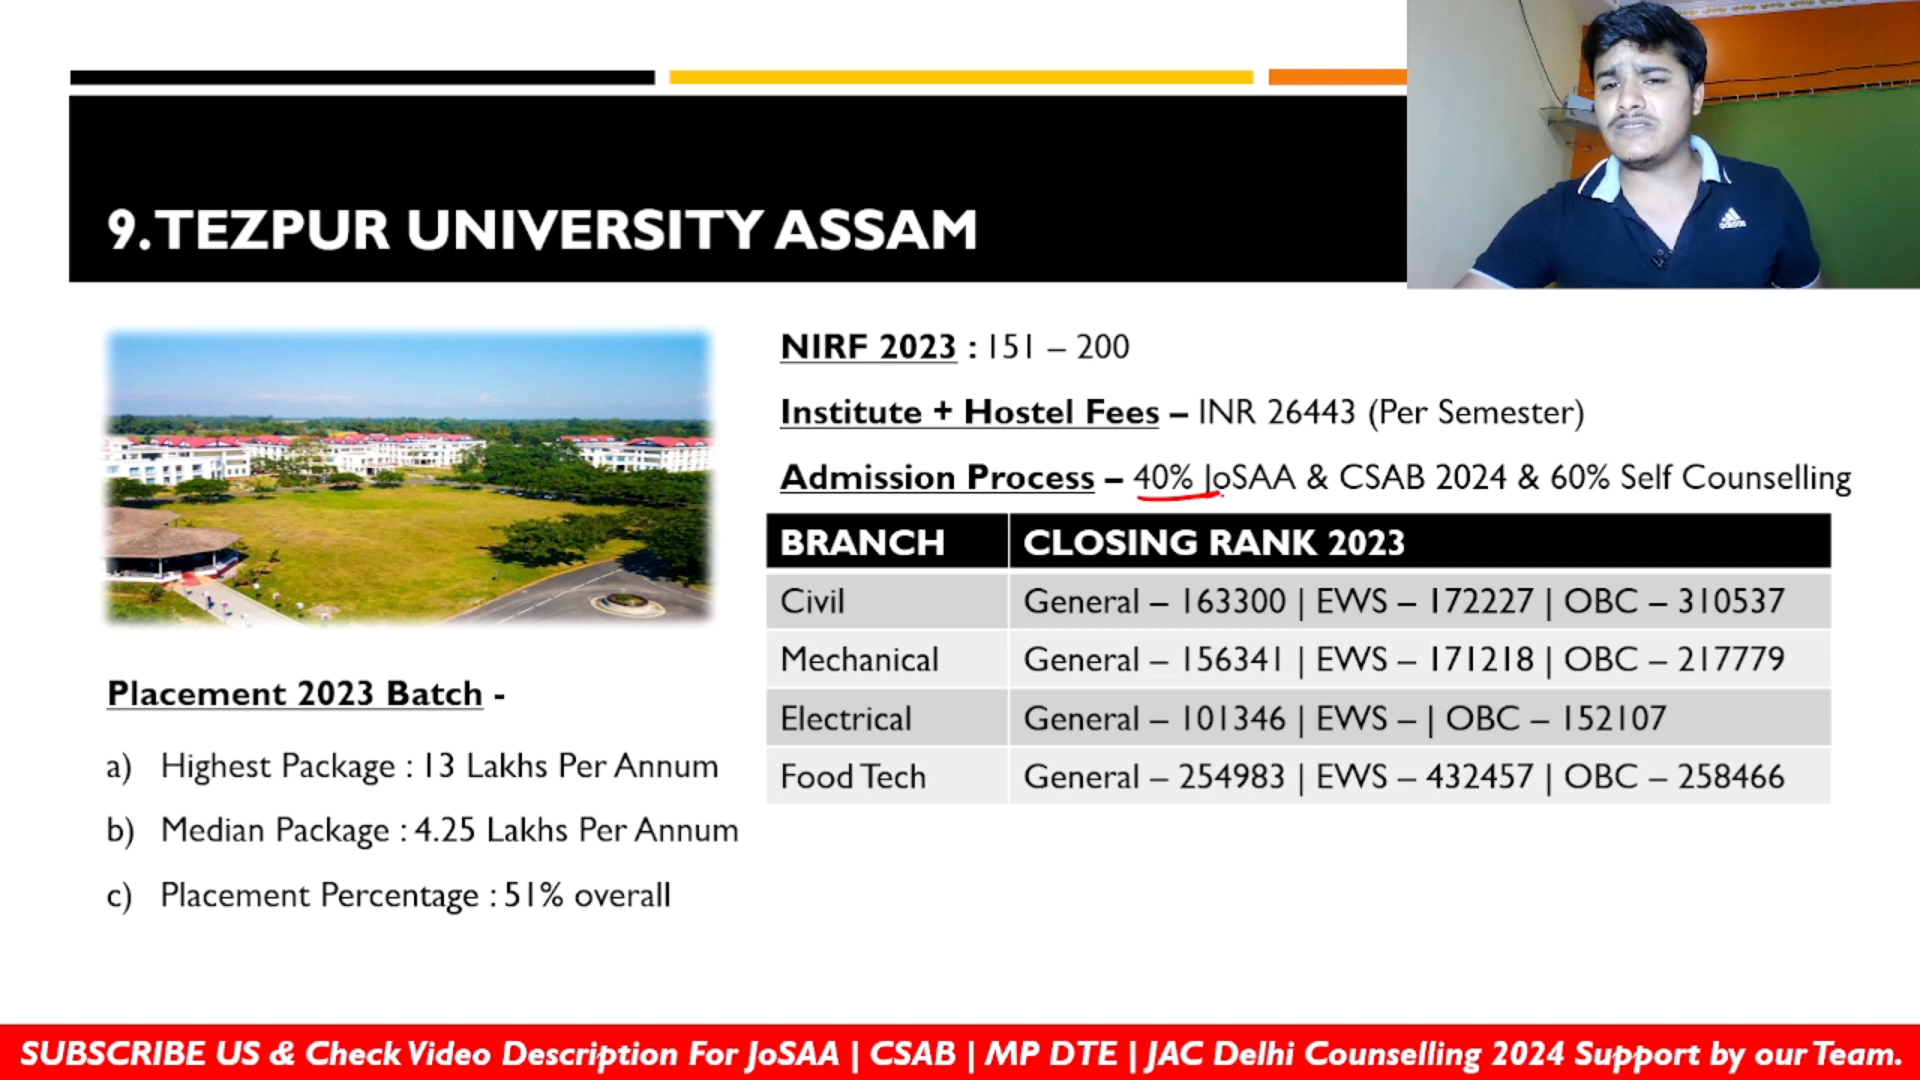 9. TEZPUR UNIVERSITY ASSAM
adidas
NIRF 2023 : 151 – 200
Institute + Hostel Fees – INR 26443 (Per Semester)
Admission Process – 40% JoSAA & CSAB 2024 & 60% Self Counselling
BRANCH CLOSING RANK 2023
Civil General – 163300 | EWS – 172227 | OBC – 310537
Mechanical General – 156341 | EWS – 171218 | OBC – 217779
Electrical General – 101346 | EWS – | OBC – 152107
Food Tech General – 254983 | EWS – 432457 | OBC – 258466
Placement 2023 Batch -
a) Highest Package : 13 Lakhs Per Annum
b) Median Package : 4.25 Lakhs Per Annum
c) Placement Percentage : 51% overall
SUBSCRIBE US & Check Video Description For JoSAA | CSAB | MP DTE | JAC Delhi Counselling 2024 Support by our Team.